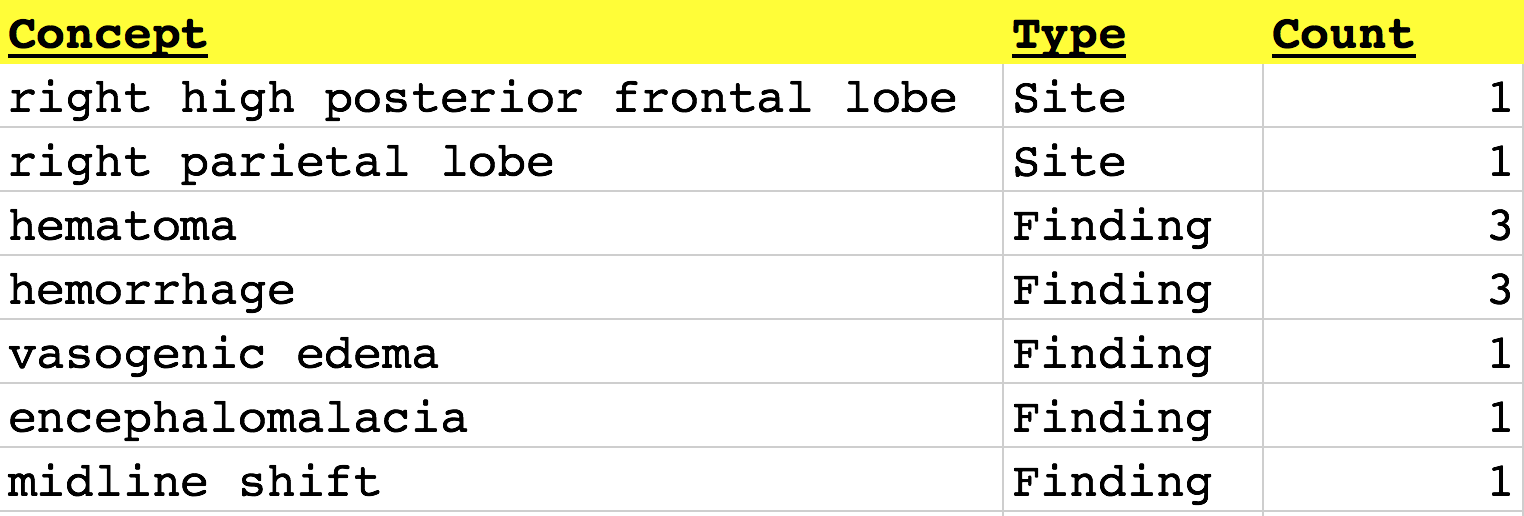 Concept Type Count
right high posterior frontal lobe Site 1
right parietal lobe Site 1
hematoma Finding 3
hemorrhage Finding 3
vasogenic edema Finding 1
encephalomalacia Finding 1
midline shift Finding 1